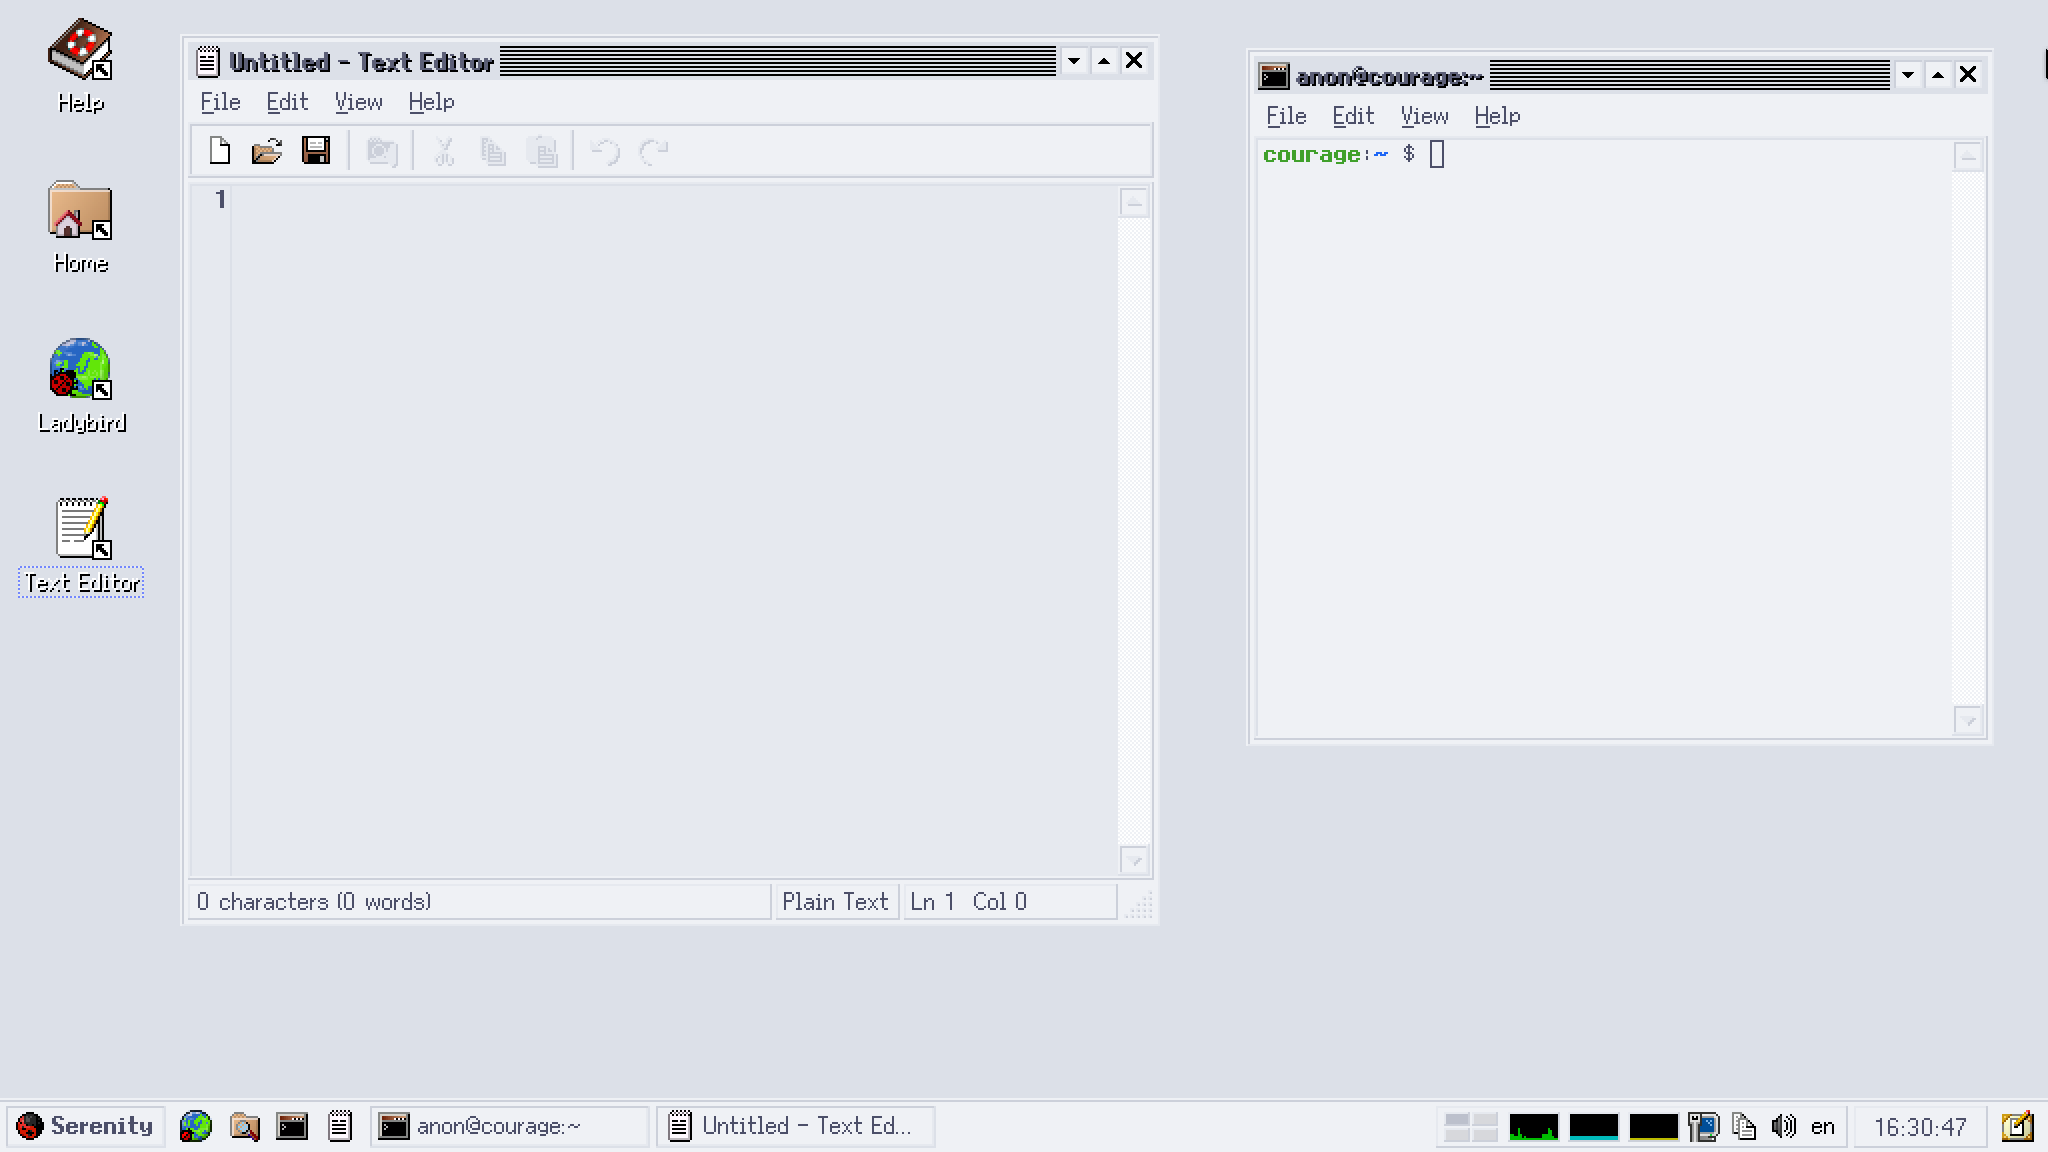 Help
Home
Ladybird
Text Editor
Untitled - Text Editor
File Edit View Help
1
0 characters (0 words)
Plain Text
Ln 1 Col 0
anon@courage:~
File Edit View Help
courage:~ $
Serenity
anon@courage:~
Untitled - Text Ed...
en
16:30:47